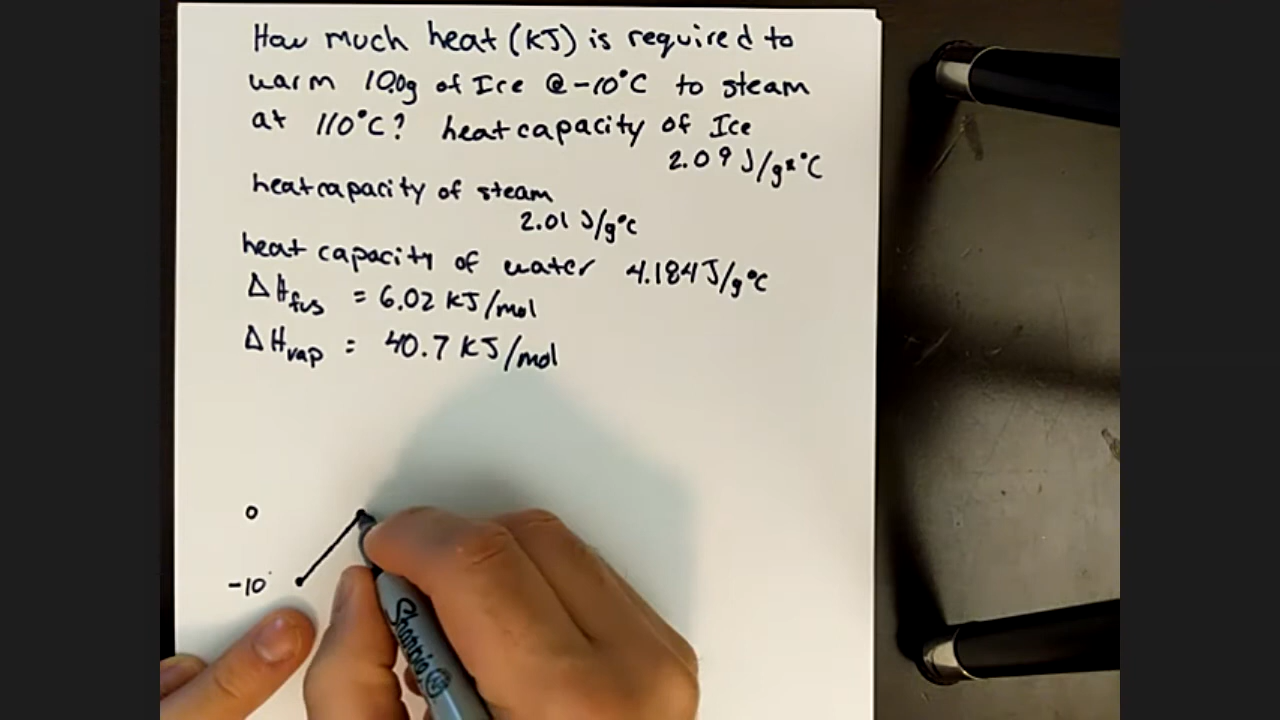 How much heat (KJ) is required to
warm 10.0g of Ice @ -10°C to steam
at 110°C? heat capacity of Ice
2.09 J/g*°C
heat capacity of steam
2.01 J/g°C
heat capacity of water 4.184 J/g°C
ΔHfus = 6.02 KJ/mol
ΔHvap = 40.7 KJ/mol
0
-10
Sharpie